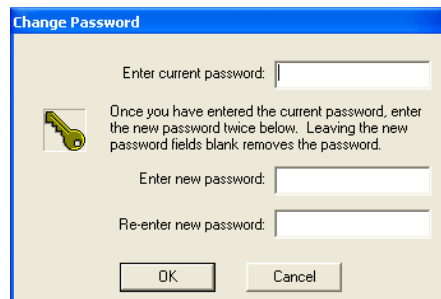 Change Password
Enter current password:
Once you have entered the current password, enter
the new password twice below. Leaving the new
password fields blank removes the password.
Enter new password:
Re-enter new password:
OK Cancel